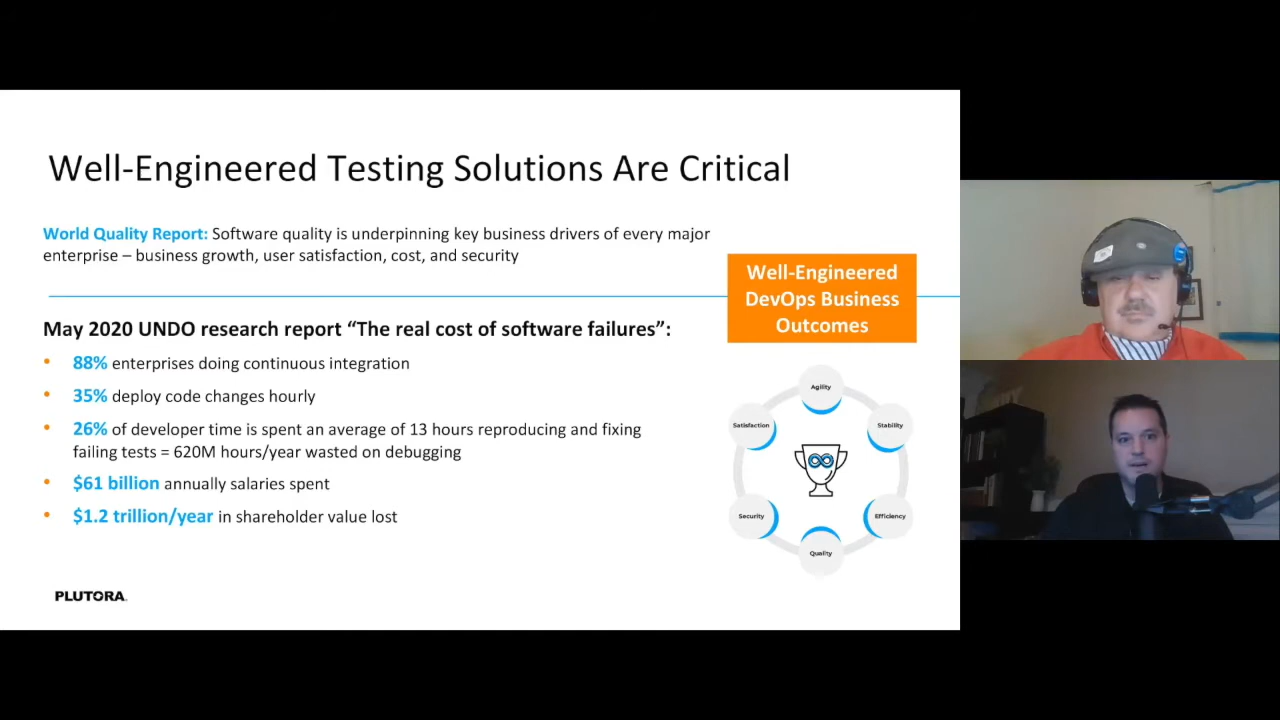 Well-Engineered Testing Solutions Are Critical
World Quality Report: Software quality is underpinning key business drivers of every major
enterprise – business growth, user satisfaction, cost, and security
Well-Engineered
DevOps Business
Outcomes
May 2020 UNDO research report “The real cost of software failures”:
• 88% enterprises doing continuous integration
• 35% deploy code changes hourly
• 26% of developer time is spent an average of 13 hours reproducing and fixing
failing tests = 620M hours/year wasted on debugging
• $61 billion annually salaries spent
• $1.2 trillion/year in shareholder value lost
Agility
Satisfaction
Stability
Security
Efficiency
Quality
PLUTORA